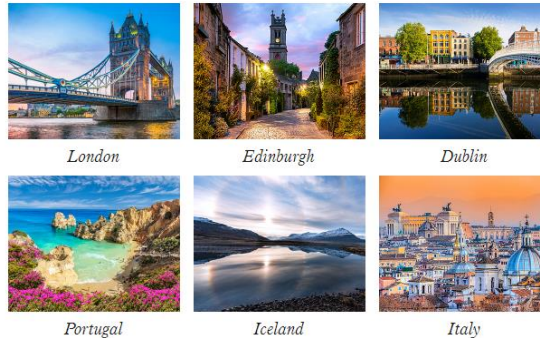 London
Edinburgh
Dublin
Portugal
Iceland
Italy